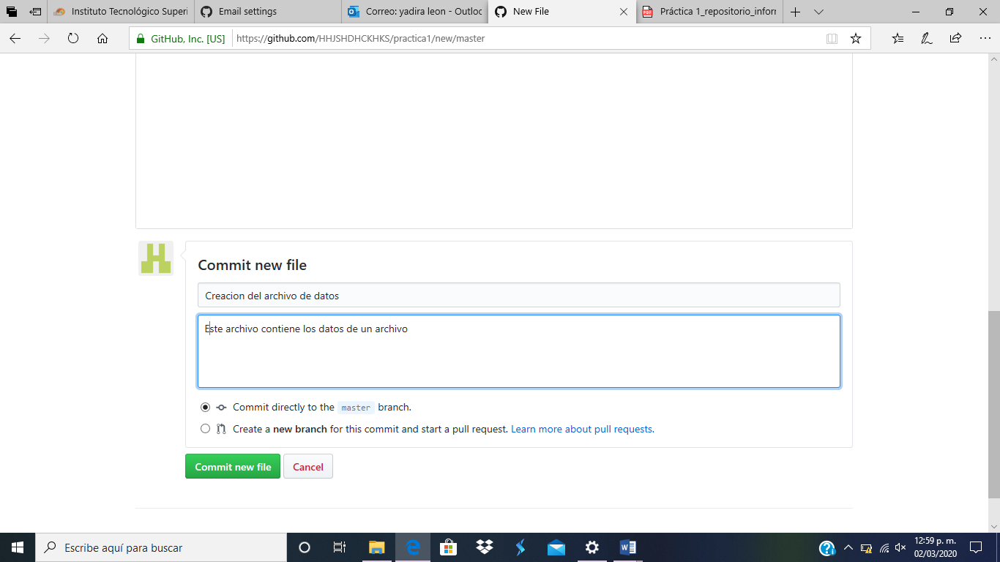 Instituto Tecnológico Superi
Email settings
Correo: yadira leon - Outloo
New File
Práctica 1_repositorio_inforr
GitHub, Inc. [US]
https://github.com/HHJSHDHCKHKS/practica1/new/master
Commit new file
Creacion del archivo de datos
Este archivo contiene los datos de un archivo
Commit directly to the master branch.
Create a new branch for this commit and start a pull request. Learn more about pull requests.
Commit new file
Cancel
Escribe aquí para buscar
12:59 p. m.
02/03/2020